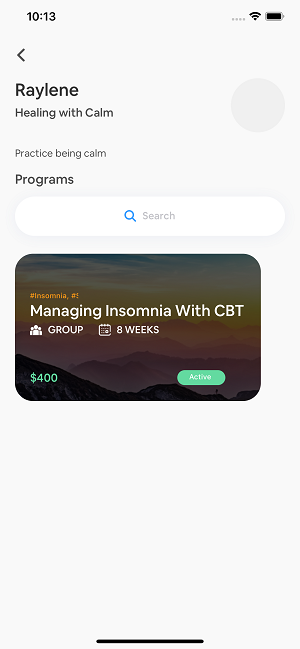 10:13
Raylene
Healing with Calm
Practice being calm
Programs
Search
#Insomnia, #S
Managing Insomnia With CBT
GROUP 8 WEEKS
$400 Active